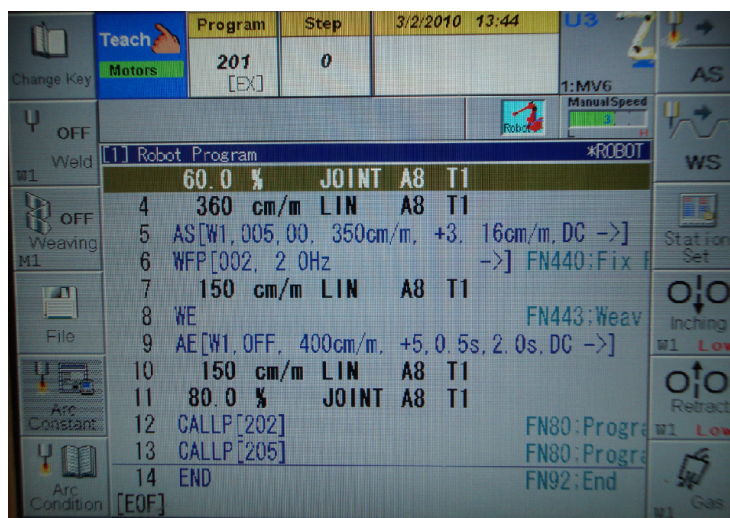 Change Key
Teach
Motors
Program
201
[EX]
Step
0
3/2/2010 13:44
U3
1:MV6
AS
OFF
Weld
W1
Robot
Manual Speed
3
L H
WS
[1] Robot Program *ROBOT
60.0 % JOINT A8 T1
4 360 cm/m LIN A8 T1
5 AS[W1,005,00, 350cm/m, +3, 16cm/m,DC ->]
6 WFP[002, 2 0Hz ->] FN440;Fix
7 150 cm/m LIN A8 T1
8 WE FN443;Weav
9 AE[W1,OFF, 400cm/m, +5,0.5s,2.0s,DC ->]
10 150 cm/m LIN A8 T1
11 80.0 % JOINT A8 T1
12 CALLP[202] FN80;Progra
13 CALLP[205] FN80;Progra
14 END FN92;End
[EOF]
OFF
Weaving
M1
File
Arc
Constant
Arc
Condition
Station
Set
Inching
W1 Low
Retract
W1 Low
Gas
W1